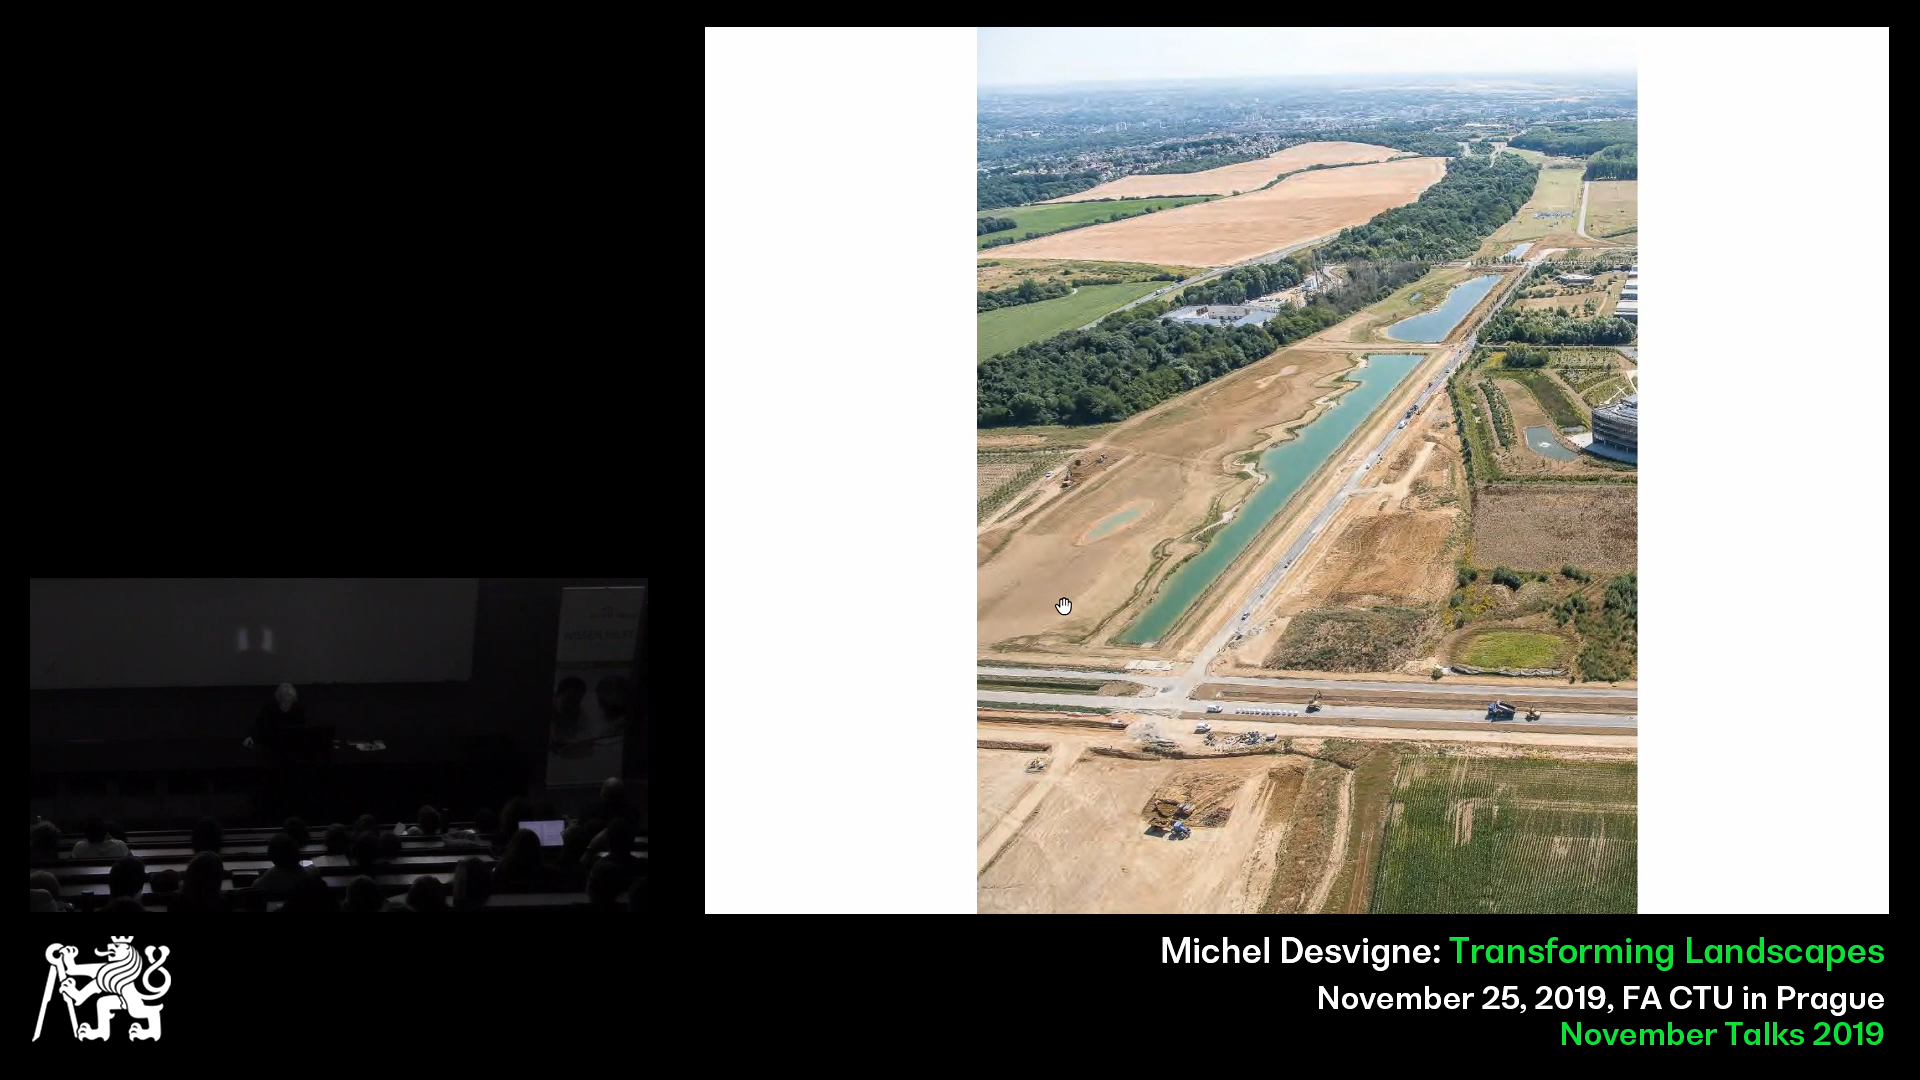 Michel Desvigne: Transforming Landscapes
November 25, 2019, FA CTU in Prague
November Talks 2019